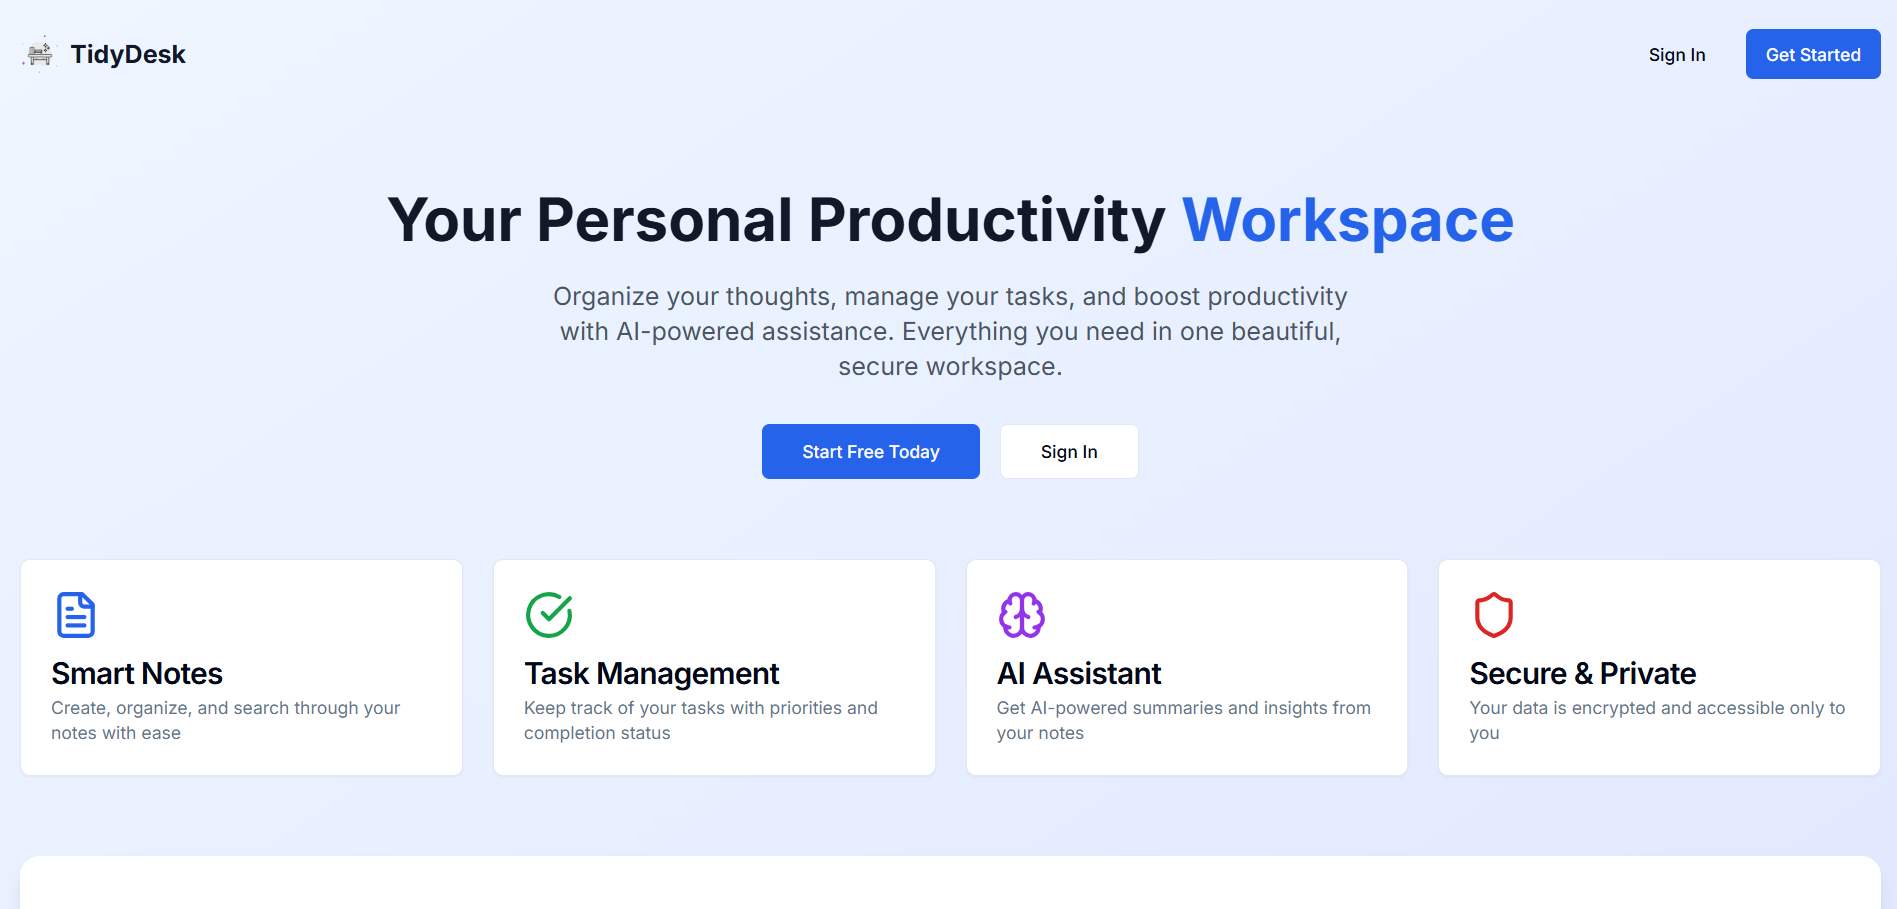 TidyDesk
Sign In
Get Started
Your Personal Productivity Workspace
Organize your thoughts, manage your tasks, and boost productivity
with AI-powered assistance. Everything you need in one beautiful,
secure workspace.
Start Free Today
Sign In
Smart Notes
Create, organize, and search through your
notes with ease
Task Management
Keep track of your tasks with priorities and
completion status
AI Assistant
Get AI-powered summaries and insights from
your notes
Secure & Private
Your data is encrypted and accessible only to
you